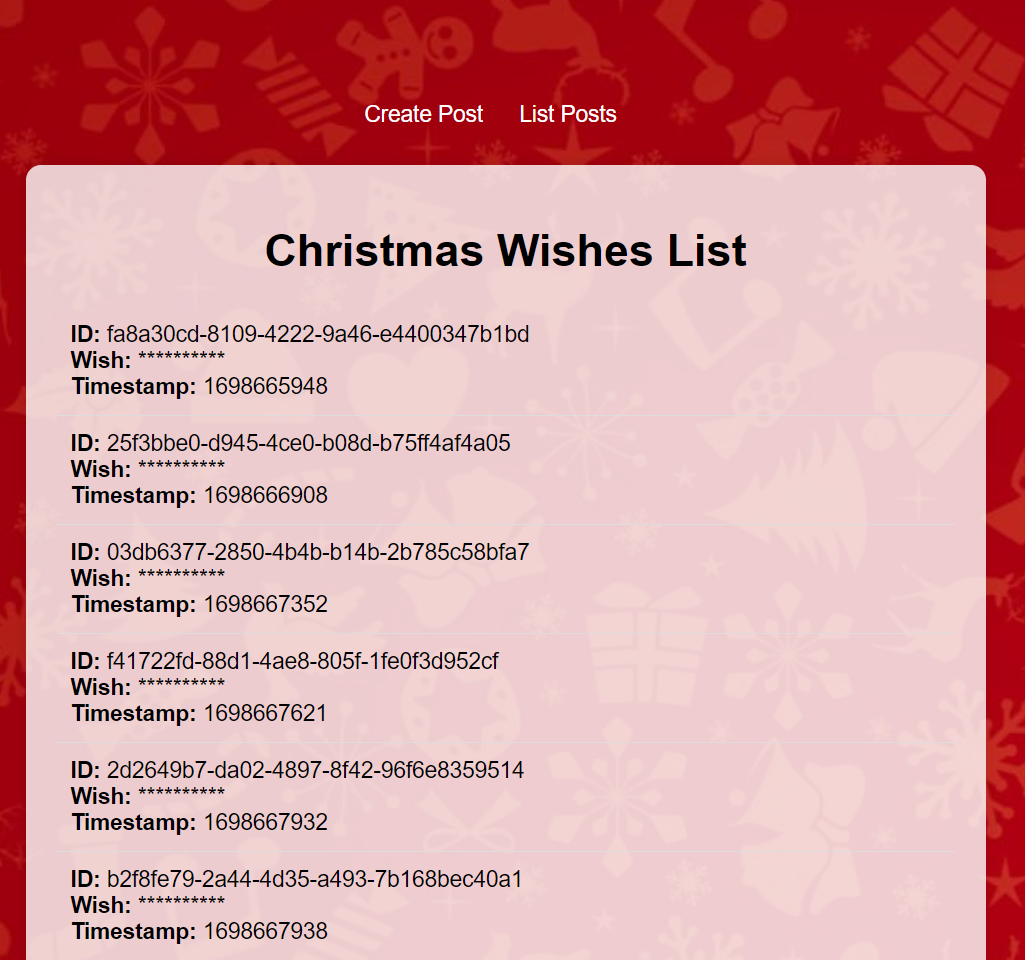 Create Post List Posts
Christmas Wishes List
ID: fa8a30cd-8109-4222-9a46-e4400347b1bd
Wish: **********
Timestamp: 1698665948
ID: 25f3bbe0-d945-4ce0-b08d-b75ff4af4a05
Wish: **********
Timestamp: 1698666908
ID: 03db6377-2850-4b4b-b14b-2b785c58bfa7
Wish: **********
Timestamp: 1698667352
ID: f41722fd-88d1-4ae8-805f-1fe0f3d952cf
Wish: **********
Timestamp: 1698667621
ID: 2d2649b7-da02-4897-8f42-96f6e8359514
Wish: **********
Timestamp: 1698667932
ID: b2f8fe79-2a44-4d35-a493-7b168bec40a1
Wish: **********
Timestamp: 1698667938